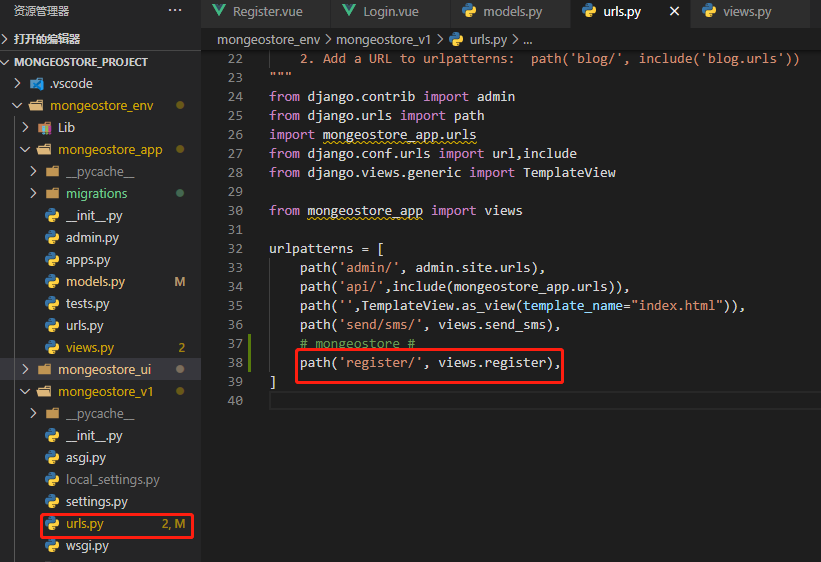 资源管理器
...
Register.vue
Login.vue
models.py
urls.py
views.py
打开的编辑器
mongeostore_env > mongeostore_v1 > urls.py > ...
MONGEOSTORE_PROJECT
.vscode
mongeostore_env
Lib
mongeostore_app
__pycache__
migrations
__init__.py
admin.py
apps.py
models.py M
tests.py
urls.py
views.py 2
mongeostore_ui
mongeostore_v1
__pycache__
__init__.py
asgi.py
local_settings.py
settings.py
urls.py 2, M
wsgi.py
22     2. Add a URL to urlpatterns:  path('blog/', include('blog.urls'))
23 """
24 from django.contrib import admin
25 from django.urls import path
26 import mongeostore_app.urls
27 from django.conf.urls import url,include
28 from django.views.generic import TemplateView
29
30 from mongeostore_app import views
31
32 urlpatterns = [
33     path('admin/', admin.site.urls),
34     path('api/',include(mongeostore_app.urls)),
35     path('',TemplateView.as_view(template_name="index.html")),
36     path('send/sms/', views.send_sms),
37     # mongeostore #
38     path('register/', views.register),
39 ]
40